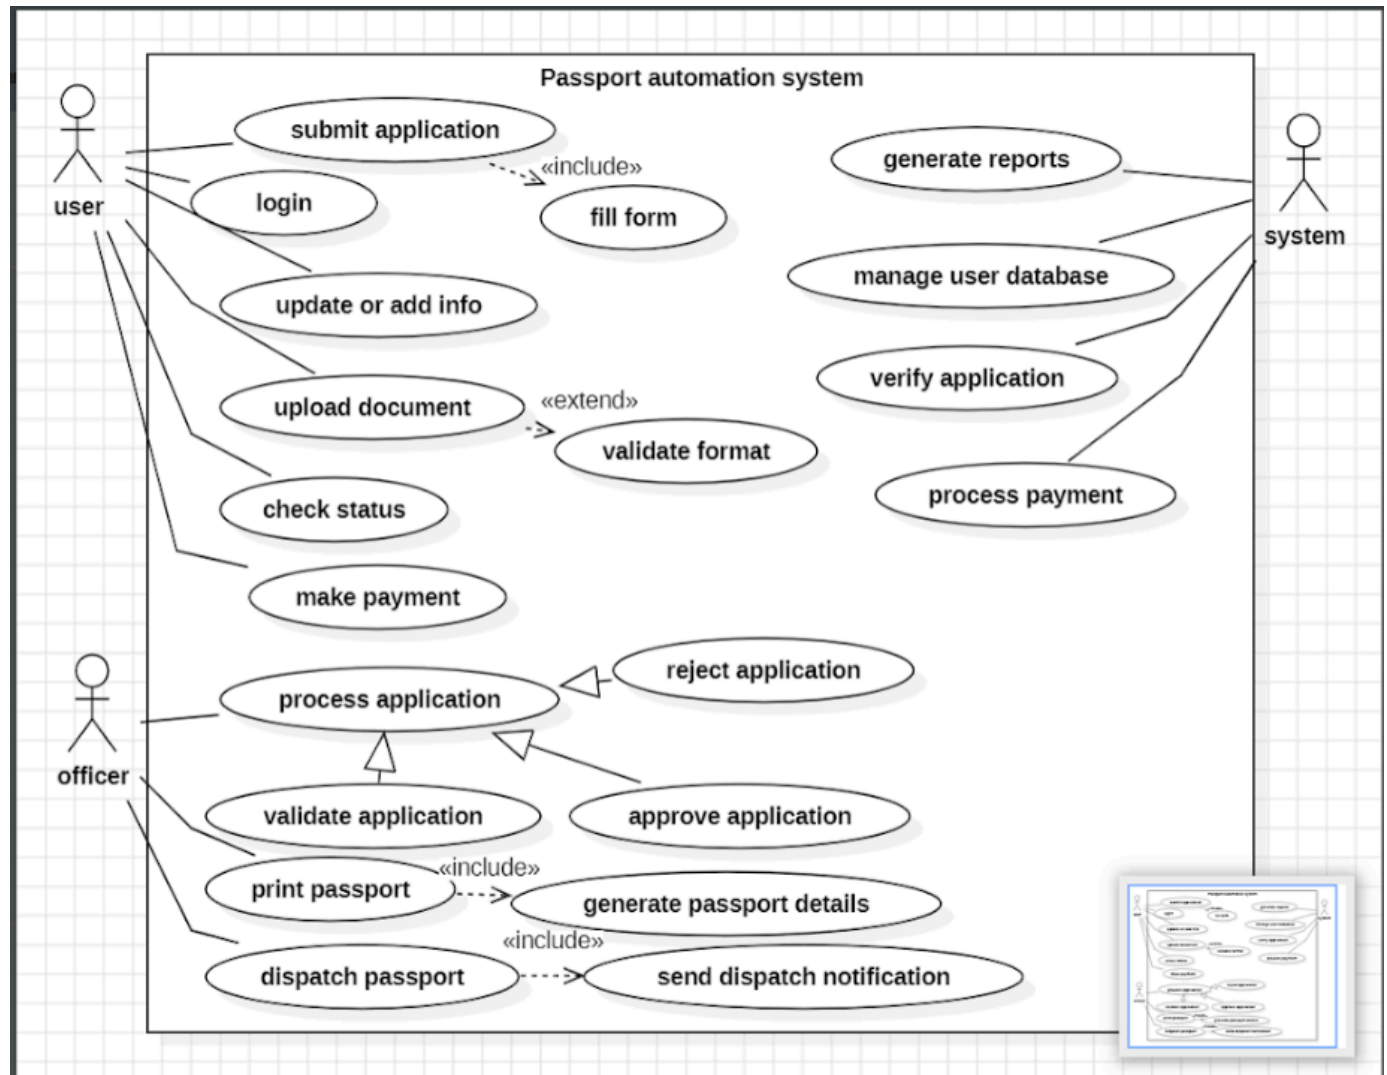 Passport automation system
submit application
«include»
generate reports
login
user
fill form
system
manage user database
update or add info
verify application
upload document
«extend»
validate format
process payment
check status
make payment
reject application
process application
officer
validate application
approve application
«include»
print passport
generate passport details
«include»
dispatch passport
send dispatch notification